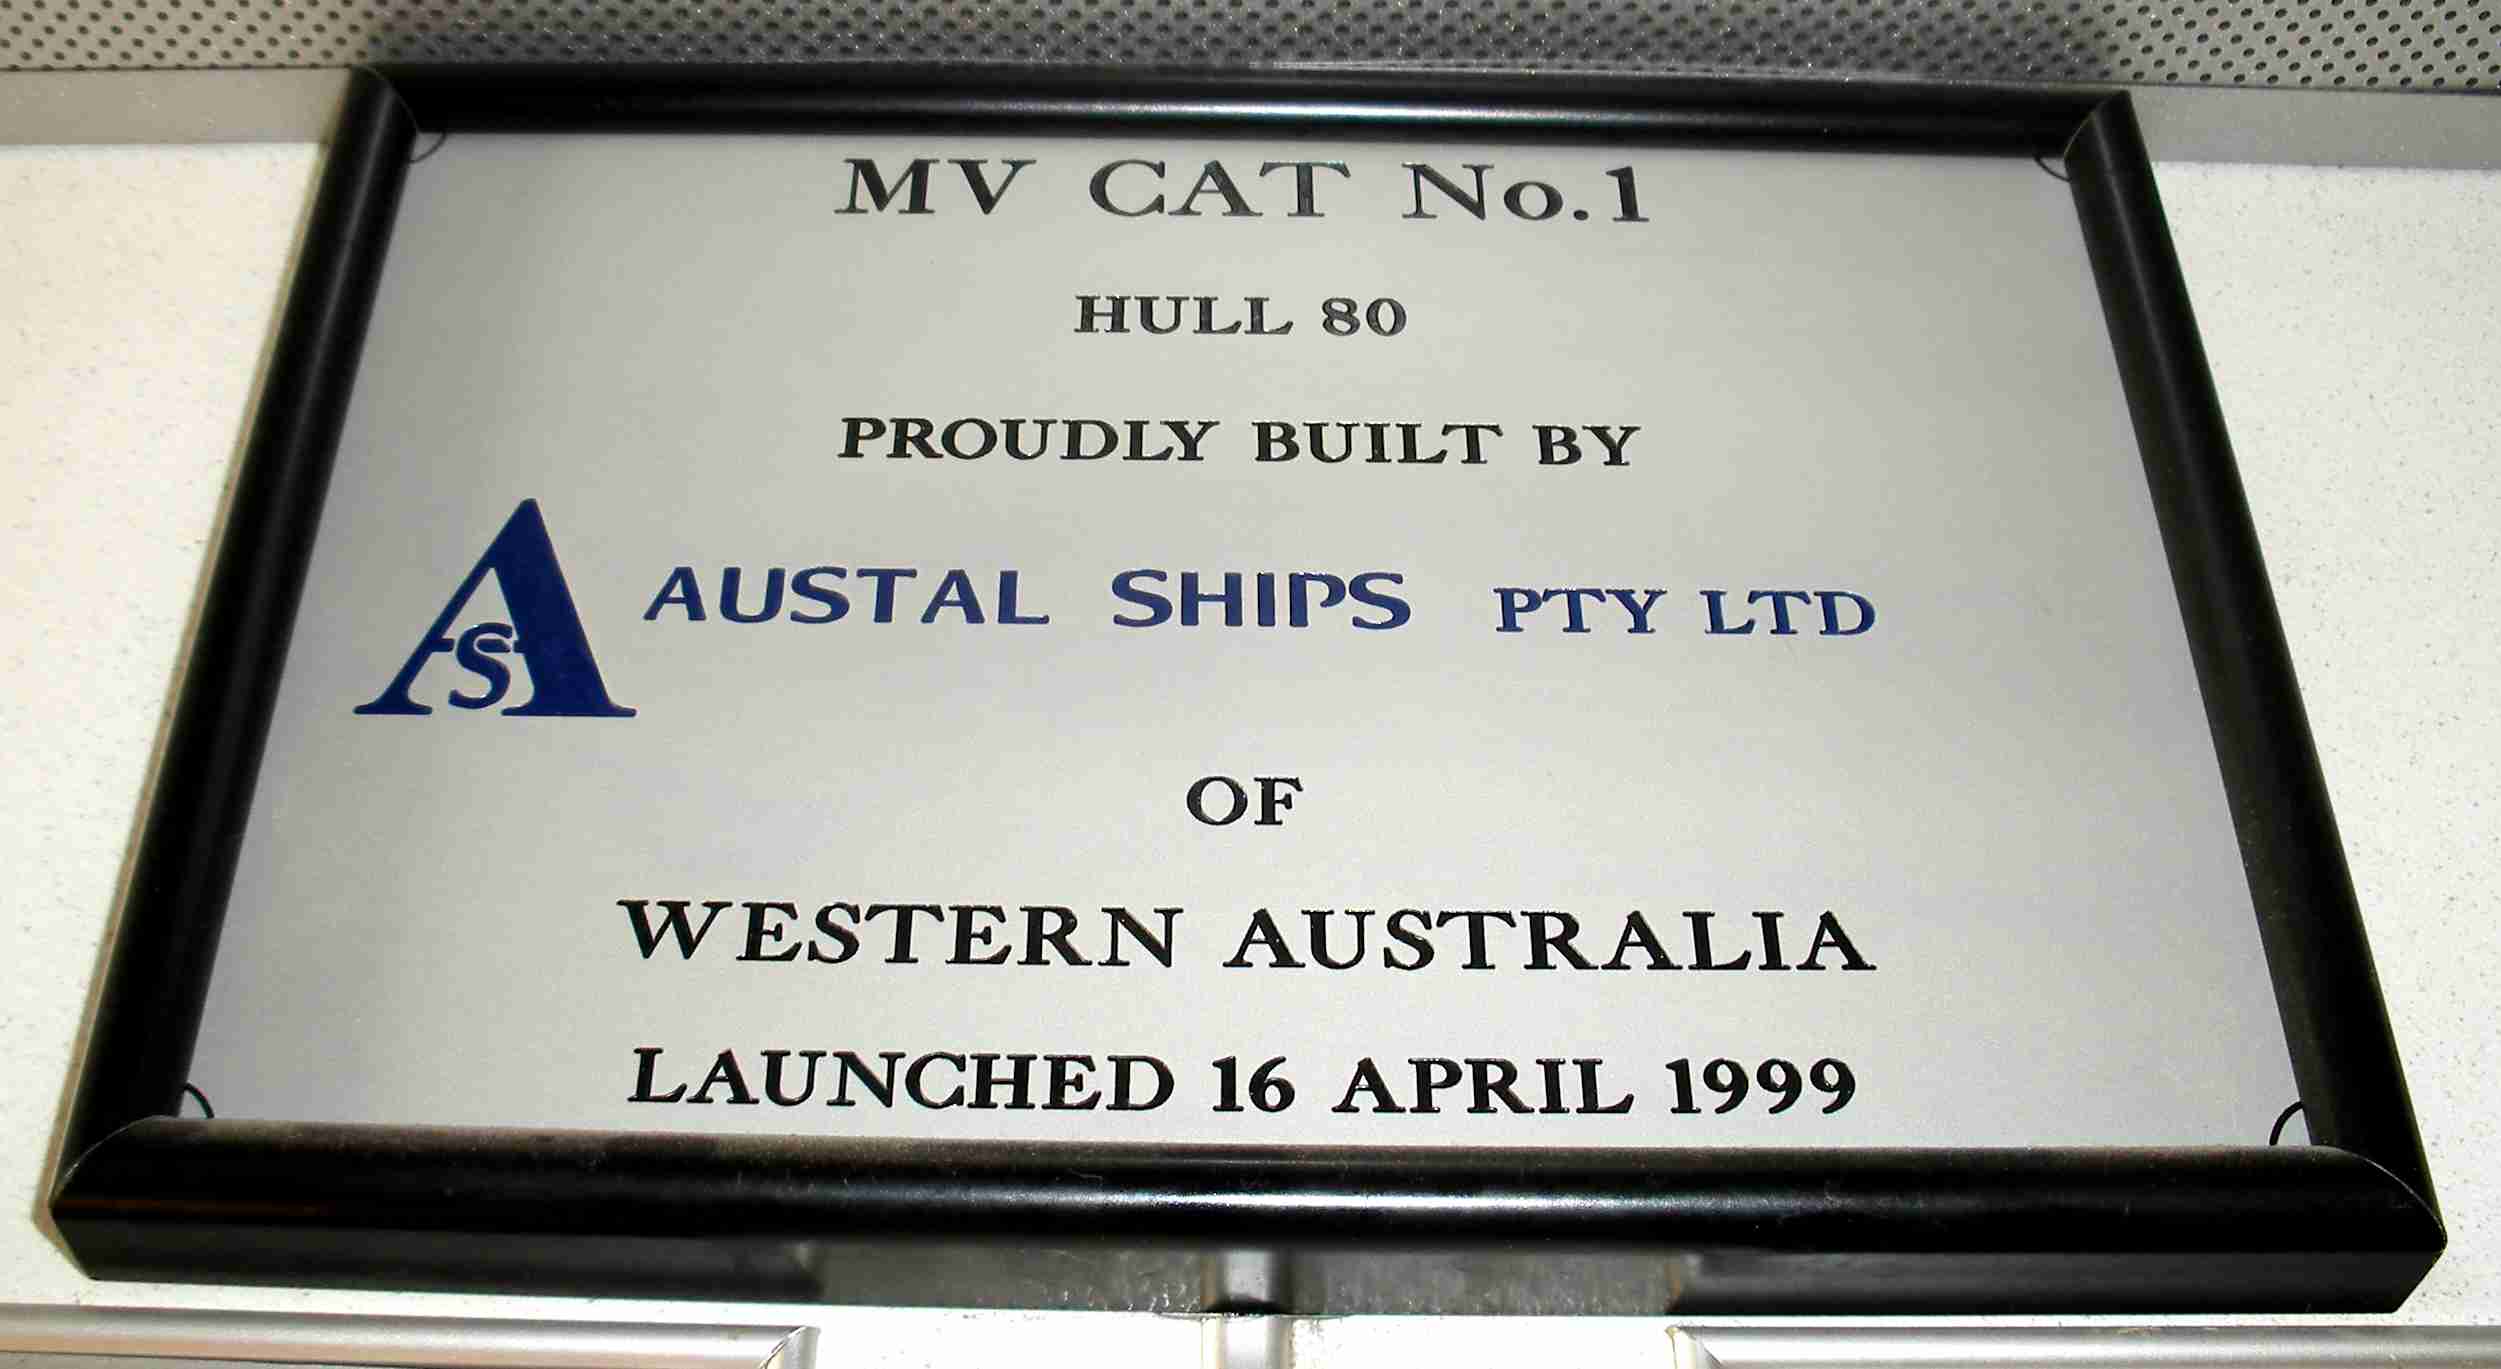 MV CAT No.1
HULL 80
PROUDLY BUILT BY
AsA AUSTAL SHIPS PTY LTD
OF
WESTERN AUSTRALIA
LAUNCHED 16 APRIL 1999